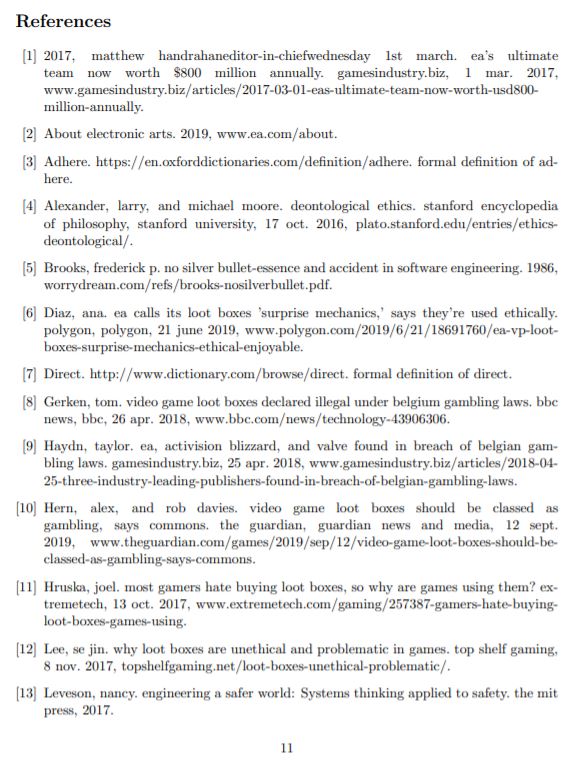 References
[1] 2017, matthew handrahaneditor-in-chiefwednesday 1st march. ea's ultimate
team now worth $800 million annually. gamesindustry.biz, 1 mar. 2017,
www.gamesindustry.biz/articles/2017-03-01-eas-ultimate-team-now-worth-usd800-
million-annually.
[2] About electronic arts. 2019, www.ea.com/about.
[3] Adhere. https://en.oxforddictionaries.com/definition/adhere. formal definition of ad-
here.
[4] Alexander, larry, and michael moore. deontological ethics. stanford encyclopedia
of philosophy, stanford university, 17 oct. 2016, plato.stanford.edu/entries/ethics-
deontological/.
[5] Brooks, frederick p. no silver bullet-essence and accident in software engineering. 1986,
worrydream.com/refs/brooks-nosilverbullet.pdf.
[6] Diaz, ana. ea calls its loot boxes 'surprise mechanics,' says they're used ethically.
polygon, polygon, 21 june 2019, www.polygon.com/2019/6/21/18691760/ea-vp-loot-
boxes-surprise-mechanics-ethical-enjoyable.
[7] Direct. http://www.dictionary.com/browse/direct. formal definition of direct.
[8] Gerken, tom. video game loot boxes declared illegal under belgium gambling laws. bbc
news, bbc, 26 apr. 2018, www.bbc.com/news/technology-43906306.
[9] Haydn, taylor. ea, activision blizzard, and valve found in breach of belgian gam-
bling laws. gamesindustry.biz, 25 apr. 2018, www.gamesindustry.biz/articles/2018-04-
25-three-industry-leading-publishers-found-in-breach-of-belgian-gambling-laws.
[10] Hern, alex, and rob davies. video game loot boxes should be classed as
gambling, says commons. the guardian, guardian news and media, 12 sept.
2019, www.theguardian.com/games/2019/sep/12/video-game-loot-boxes-should-be-
classed-as-gambling-says-commons.
[11] Hruska, joel. most gamers hate buying loot boxes, so why are games using them? ex-
tremetech, 13 oct. 2017, www.extremetech.com/gaming/257387-gamers-hate-buying-
loot-boxes-games-using.
[12] Lee, se jin. why loot boxes are unethical and problematic in games. top shelf gaming,
8 nov. 2017, topshelfgaming.net/loot-boxes-unethical-problematic/.
[13] Leveson, nancy. engineering a safer world: Systems thinking applied to safety. the mit
press, 2017.
11